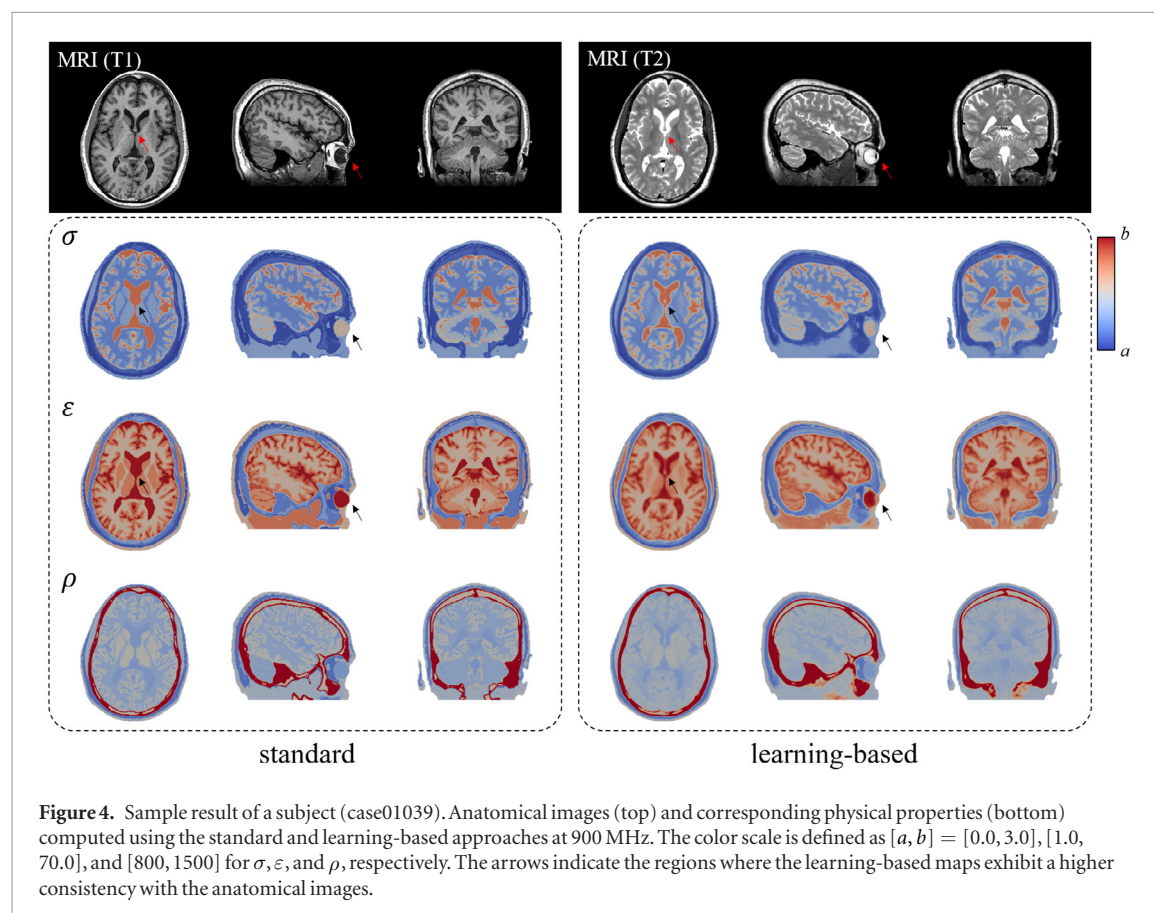 MRI (T1)
MRI (T2)
σ
b
a
ε
ρ
standard
learning-based
Figure 4. Sample result of a subject (case01039). Anatomical images (top) and corresponding physical properties (bottom)
computed using the standard and learning-based approaches at 900 MHz. The color scale is defined as [a, b] = [0.0, 3.0], [1.0,
70.0], and [800, 1500] for σ, ε, and ρ, respectively. The arrows indicate the regions where the learning-based maps exhibit a higher
consistency with the anatomical images.